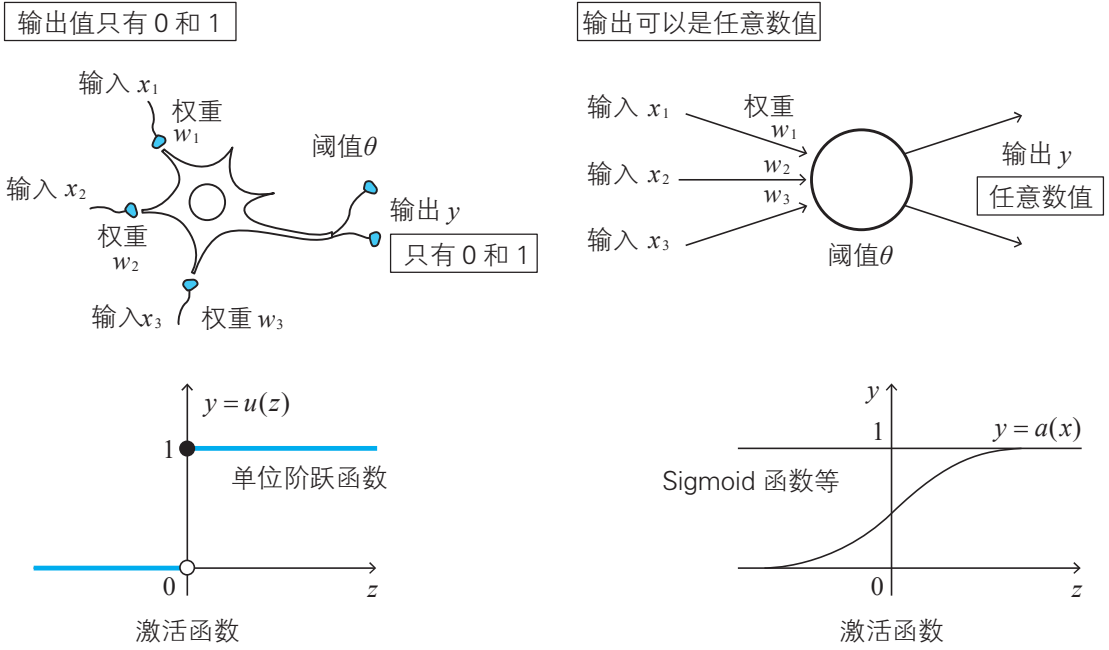 输出值只有 0 和 1
输入 x₁
权重
w₁
阈值θ
输入 x₂
权重
w₂
输出 y
只有 0 和 1
输入x₃
权重 w₃
y = u(z)
1
单位阶跃函数
0
z
激活函数
输出可以是任意数值
输入 x₁
权重
w₁
输入 x₂
w₂
w₃
输出 y
任意数值
输入 x₃
阈值θ
y
1
y = a(x)
Sigmoid 函数等
0
z
激活函数